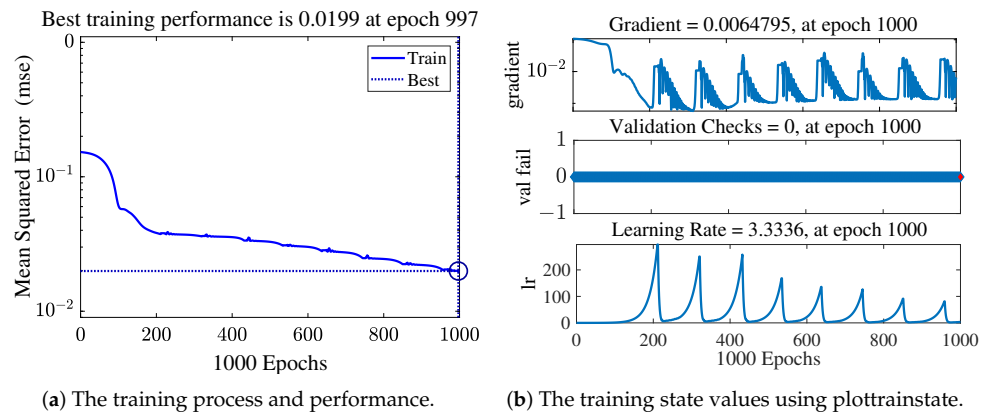 Best training performance is 0.0199 at epoch 997
0
10⁻¹
10⁻²
Mean Squared Error (mse)
Train
Best
0 200 400 600 800 1000
1000 Epochs
(a) The training process and performance.
Gradient = 0.0064795, at epoch 1000
gradient
10⁻²
Validation Checks = 0, at epoch 1000
val fail
1
0
−1
Learning Rate = 3.3336, at epoch 1000
lr
200
100
0
0 200 400 600 800 1000
1000 Epochs
(b) The training state values using plottrainstate.